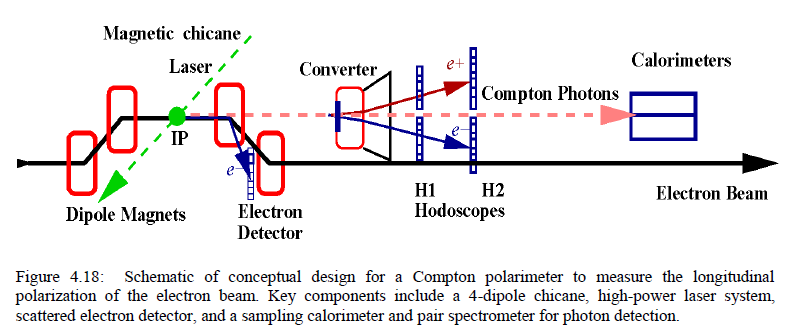 Magnetic chicane
Laser
Converter
e+
Calorimeters
Compton Photons
IP
e-
e-
H1 H2
Hodoscopes
Electron Beam
Dipole Magnets
Electron
Detector
Figure 4.18: Schematic of conceptual design for a Compton polarimeter to measure the longitudinal
polarization of the electron beam. Key components include a 4-dipole chicane, high-power laser system,
scattered electron detector, and a sampling calorimeter and pair spectrometer for photon detection.